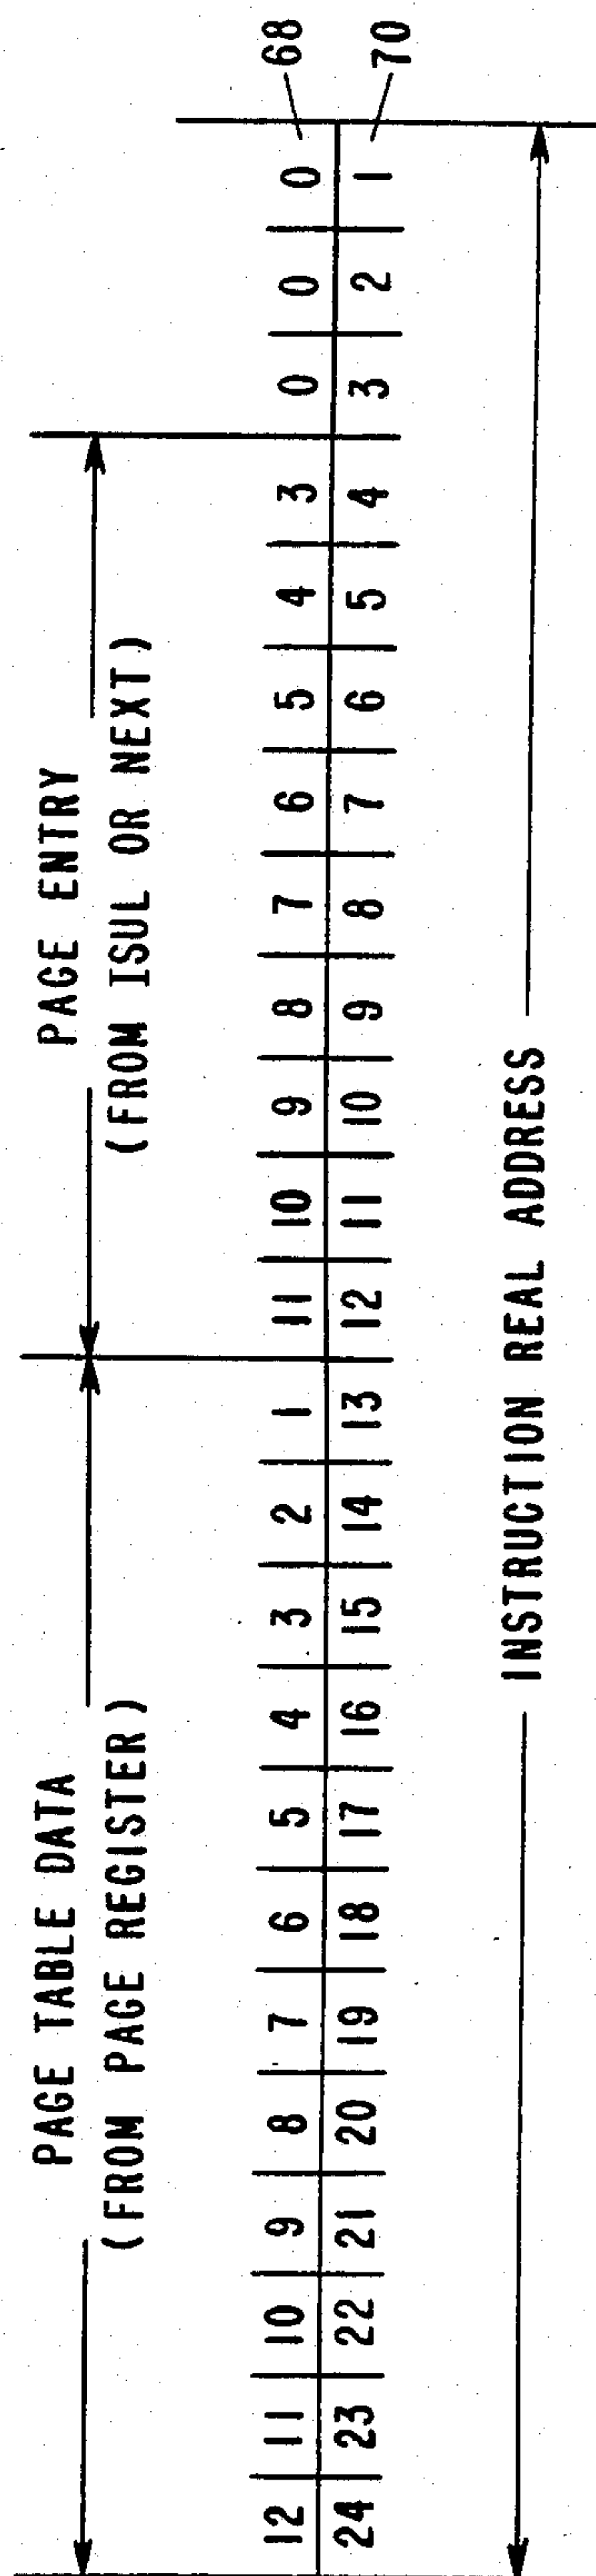 PAGE TABLE DATA
(FROM PAGE REGISTER)
PAGE ENTRY
(FROM ISUL OR NEXT)
12 11 10 9 8 7 6 5 4 3 2 1 11 10 9 8 7 6 5 4 3 0 0 0 68
24 23 22 21 20 19 18 17 16 15 14 13 12 11 10 9 8 7 6 5 4 3 2 1 70
INSTRUCTION REAL ADDRESS